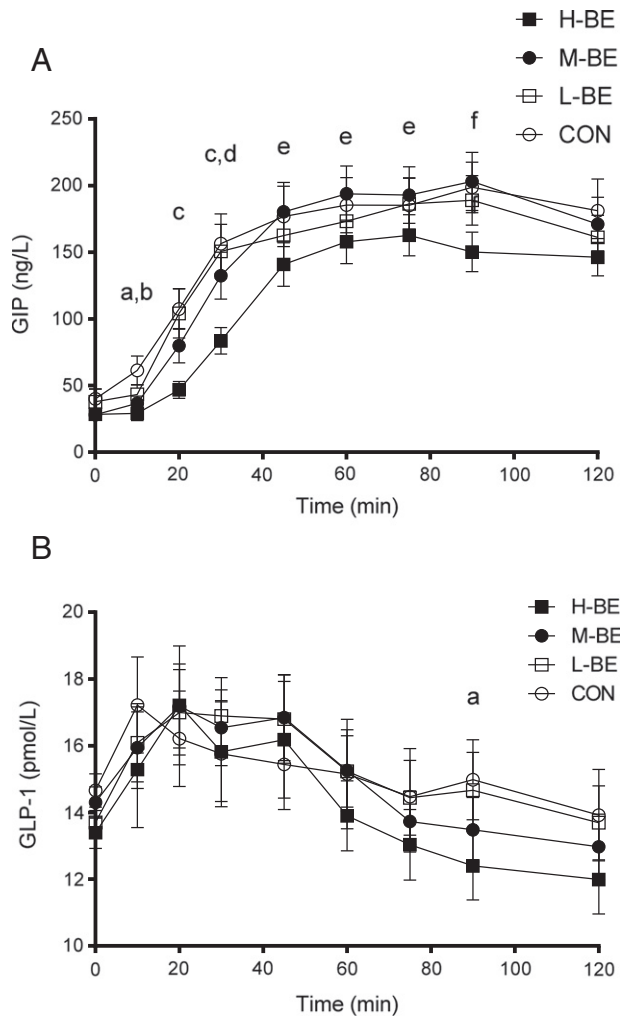 A
H-BE
M-BE
L-BE
CON
250
200
150
100
50
0
GIP (ng/L)
a,b
c
c,d
e
e
e
f
0 20 40 60 80 100 120
Time (min)
B
H-BE
M-BE
L-BE
CON
20
18
16
14
12
10
GLP-1 (pmol/L)
a
0 20 40 60 80 100 120
Time (min)